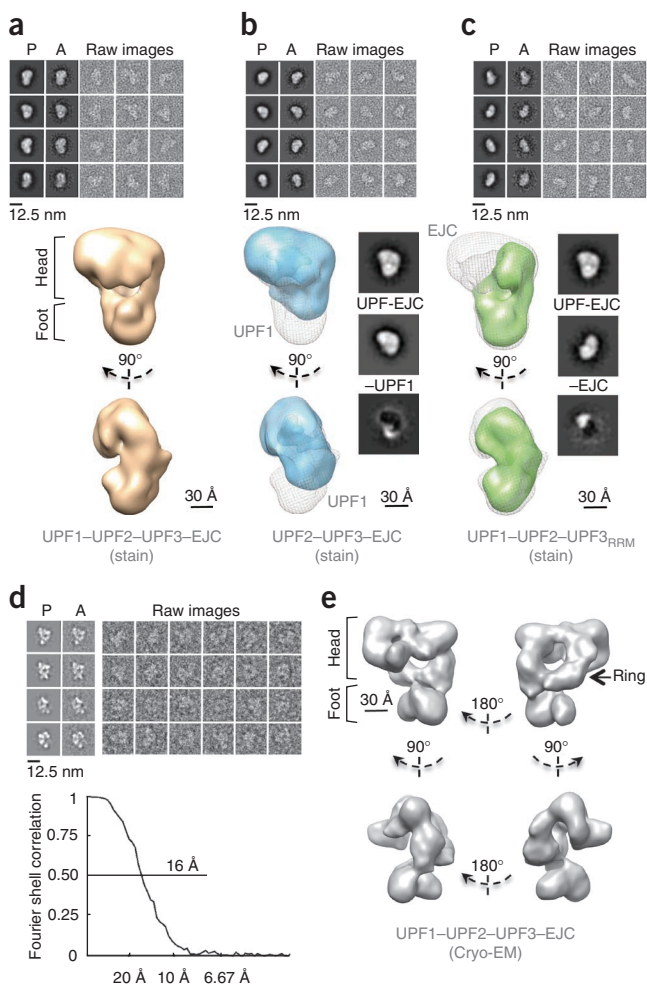 a
P A Raw images
12.5 nm
Head
Foot
90°
30 Å
UPF1–UPF2–UPF3–EJC
(stain)
b
P A Raw images
12.5 nm
UPF1
UPF-EJC
90°
–UPF1
UPF1
30 Å
UPF2–UPF3–EJC
(stain)
c
P A Raw images
12.5 nm
EJC
UPF-EJC
90°
–EJC
30 Å
UPF1–UPF2–UPF3RRM
(stain)
d
P A Raw images
12.5 nm
Fourier shell correlation
1
0.75
0.50
0.25
0
16 Å
20 Å 10 Å 6.67 Å
e
Head
Foot
30 Å
Ring
180°
90° 90°
180°
UPF1–UPF2–UPF3–EJC
(Cryo-EM)